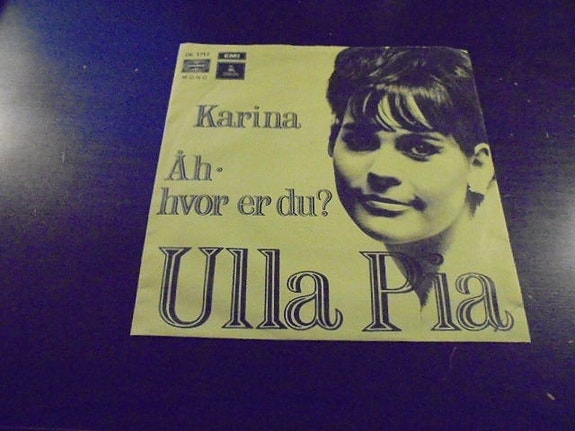 EMI
MONO
Karina
Åh·
hvor er du?
Ulla Pia